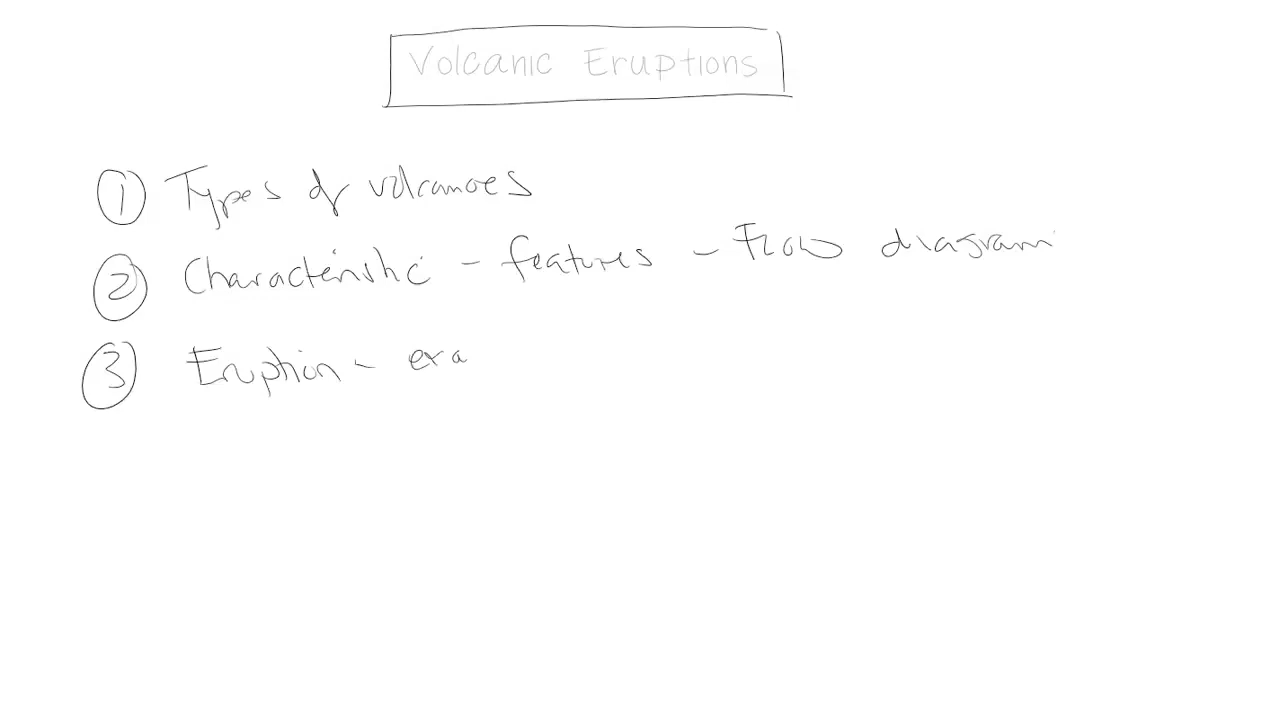 Volcanic Eruptions
① Types of volcanoes
② Characteristic - features - Flow diagram
③ Eruption - exa